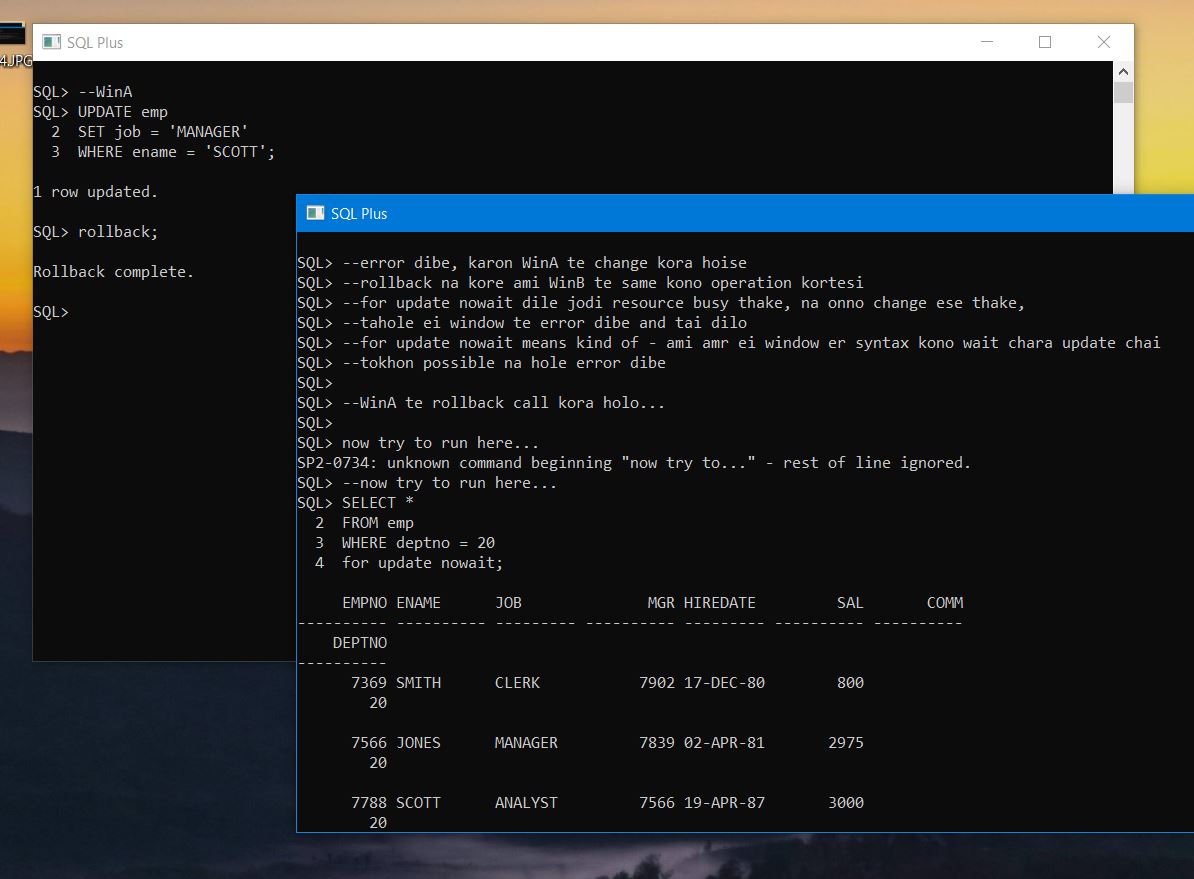 4.JPG
SQL Plus
SQL> --WinA
SQL> UPDATE emp
2 SET job = 'MANAGER'
3 WHERE ename = 'SCOTT';
1 row updated.
SQL> rollback;
Rollback complete.
SQL>
SQL Plus
SQL> --error dibe, karon WinA te change kora hoise
SQL> --rollback na kore ami WinB te same kono operation kortesi
SQL> --for update nowait dile jodi resource busy thake, na onno change ese thake,
SQL> --tahole ei window te error dibe and tai dilo
SQL> --for update nowait means kind of - ami amr ei window er syntax kono wait chara update chai
SQL> --tokhon possible na hole error dibe
SQL>
SQL> --WinA te rollback call kora holo...
SQL>
SQL> now try to run here...
SP2-0734: unknown command beginning "now try to..." - rest of line ignored.
SQL> --now try to run here...
SQL> SELECT *
2 FROM emp
3 WHERE deptno = 20
4 for update nowait;
EMPNO ENAME JOB MGR HIREDATE SAL COMM
---------- ---------- --------- ---------- --------- ---------- ----------
DEPTNO
----------
7369 SMITH CLERK 7902 17-DEC-80 800
20
7566 JONES MANAGER 7839 02-APR-81 2975
20
7788 SCOTT ANALYST 7566 19-APR-87 3000
20